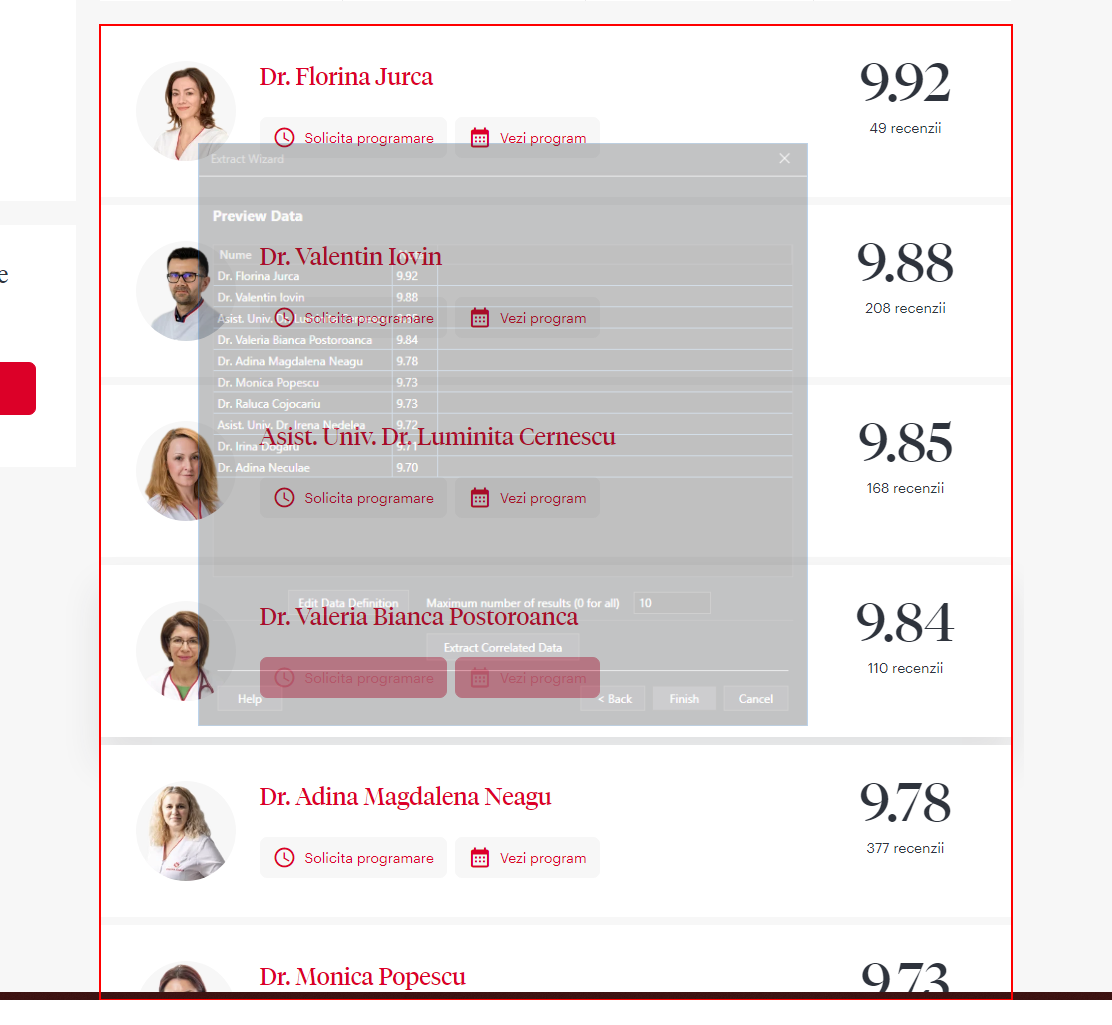 Dr. Florina Jurca
9.92
49 recenzii
Solicita programare
Vezi program
Extract Wizard
Preview Data
Dr. Valentin Iovin
9.88
208 recenzii
Solicita programare
Vezi program
Nume
Dr. Florina Jurca 9.92
Dr. Valentin Iovin 9.88
Asist. Univ. Dr.
Dr. Valeria Bianca Postoroanca 9.84
Dr. Adina Magdalena Neagu 9.78
Dr. Monica Popescu 9.73
Dr. Raluca Cojocariu 9.73
Asist. Univ. Dr. Irena Nedelea 9.72
Dr. Irina Dogaru 9.71
Dr. Adina Neculae 9.70
Asist. Univ. Dr. Luminita Cernescu
9.85
168 recenzii
Solicita programare
Vezi program
Edit Data Definition
Maximum number of results (0 for all)
10
Dr. Valeria Bianca Postoroanca
9.84
110 recenzii
Extract Correlated Data
Solicita programare
Vezi program
Help
< Back
Finish
Cancel
Dr. Adina Magdalena Neagu
9.78
377 recenzii
Solicita programare
Vezi program
Dr. Monica Popescu
9.73
e